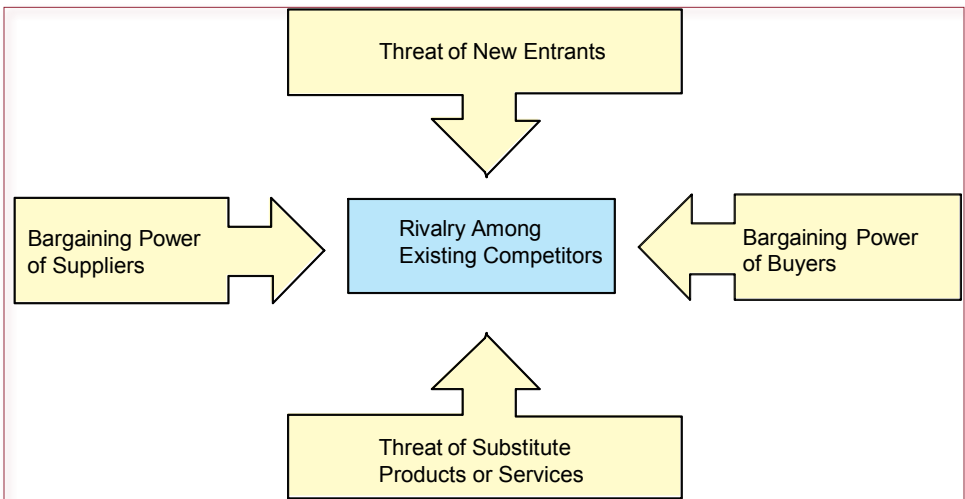 Threat of New Entrants
Bargaining Power
of Suppliers
Rivalry Among
Existing Competitors
Bargaining Power
of Buyers
Threat of Substitute
Products or Services